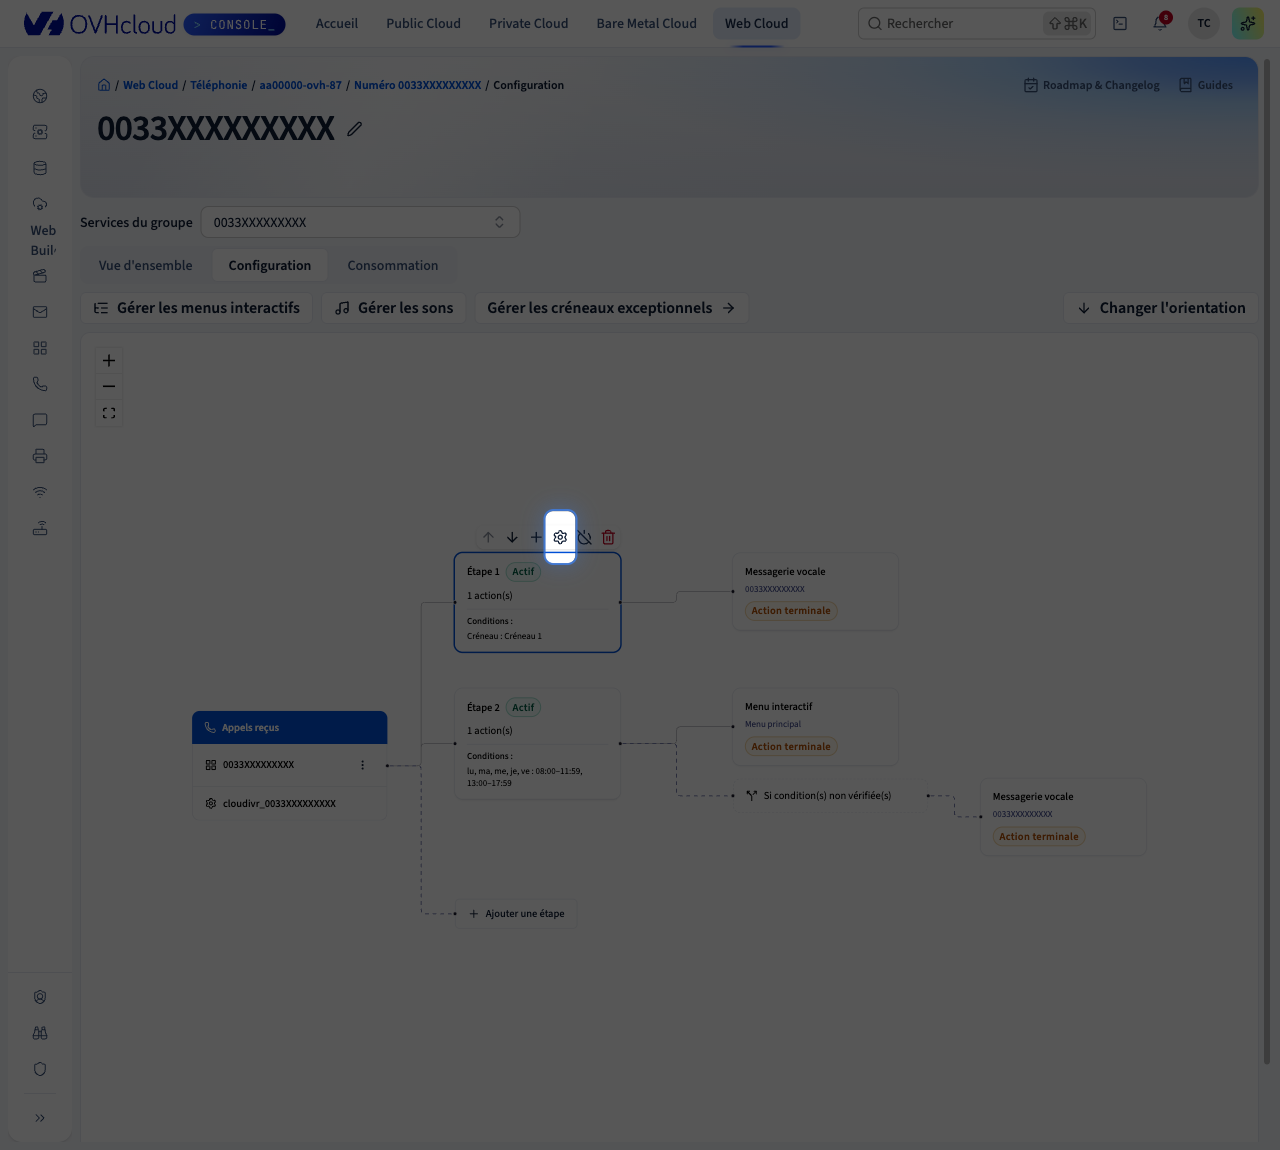 OVHcloud > CONSOLE_ Accueil Public Cloud Private Cloud Bare Metal Cloud Web Cloud Rechercher ⇧⌘K 8 TC
/ Web Cloud / Téléphonie / aa00000-ovh-87 / Numéro 0033XXXXXXXXX / Configuration Roadmap & Changelog Guides
0033XXXXXXXXX
Services du groupe 0033XXXXXXXXX
Web
Buil
Vue d'ensemble Configuration Consommation
Gérer les menus interactifs Gérer les sons Gérer les créneaux exceptionnels → ↓ Changer l'orientation
Étape 1 Actif
1 action(s)
Conditions :
Créneau : Créneau 1
Messagerie vocale
0033XXXXXXXXX
Action terminale
Étape 2 Actif
1 action(s)
Conditions :
lu, ma, me, je, ve : 08:00–11:59,
13:00–17:59
Menu interactif
Menu principal
Action terminale
Appels reçus
0033XXXXXXXXX
cloudivr_0033XXXXXXXXX
Si condition(s) non vérifiée(s)
Messagerie vocale
0033XXXXXXXXX
Action terminale
+ Ajouter une étape